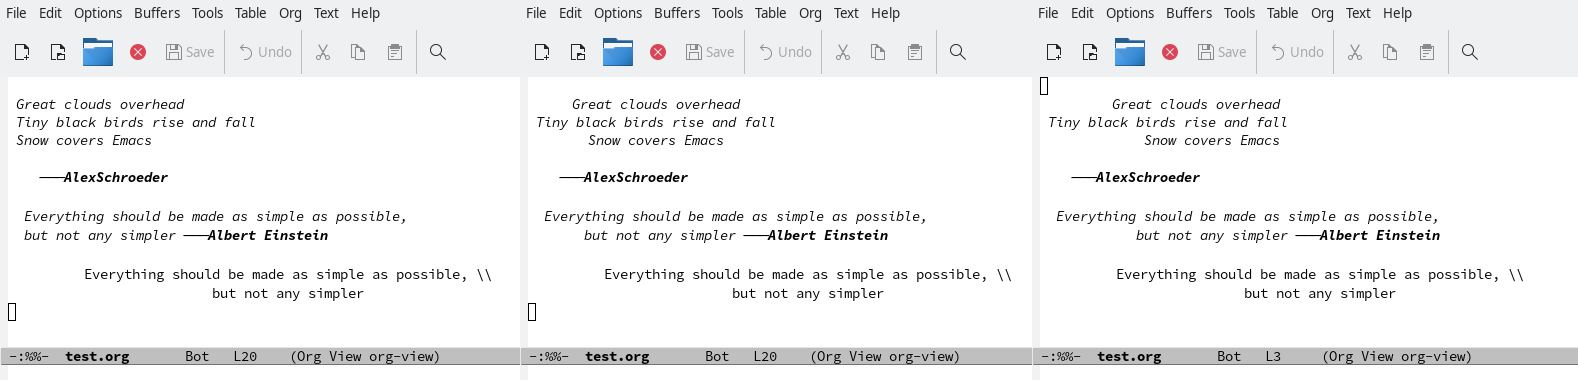 File Edit Options Buffers Tools Table Org Text Help
Save Undo
Great clouds overhead
Tiny black birds rise and fall
Snow covers Emacs
——AlexSchroeder
Everything should be made as simple as possible,
but not any simpler ——Albert Einstein
Everything should be made as simple as possible, \\
but not any simpler
-:%%- test.org Bot L20 (Org View org-view)
File Edit Options Buffers Tools Table Org Text Help
Save Undo
Great clouds overhead
Tiny black birds rise and fall
Snow covers Emacs
——AlexSchroeder
Everything should be made as simple as possible,
but not any simpler ——Albert Einstein
Everything should be made as simple as possible, \\
but not any simpler
-:%%- test.org Bot L20 (Org View org-view)
File Edit Options Buffers Tools Table Org Text Help
Save Undo
Great clouds overhead
Tiny black birds rise and fall
Snow covers Emacs
——AlexSchroeder
Everything should be made as simple as possible,
but not any simpler ——Albert Einstein
Everything should be made as simple as possible, \\
but not any simpler
-:%%- test.org Bot L3 (Org View org-view)